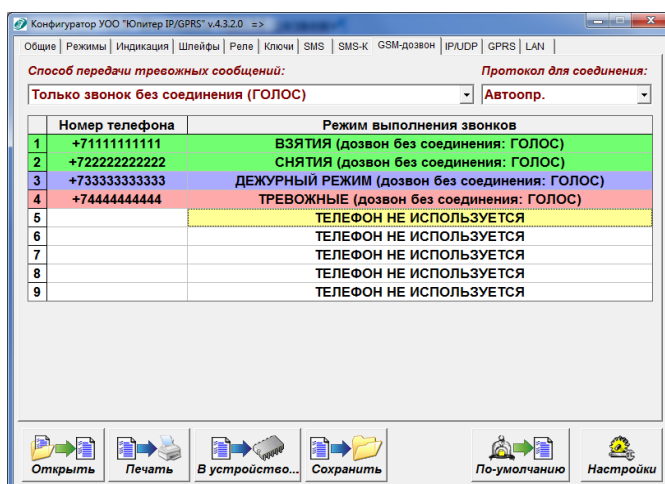 Конфигуратор УОО "Юпитер IP/GPRS" v.4.3.2.0 =>
Общие Режимы Индикация Шлейфы Реле Ключи SMS SMS-K GSM-дозвон IP/UDP GPRS LAN
Способ передачи тревожных сообщений: Протокол для соединения:
Только звонок без соединения (ГОЛОС) Автоопр.
Номер телефона Режим выполнения звонков
1 +71111111111 ВЗЯТИЯ (дозвон без соединения: ГОЛОС)
2 +722222222222 СНЯТИЯ (дозвон без соединения: ГОЛОС)
3 +733333333333 ДЕЖУРНЫЙ РЕЖИМ (дозвон без соединения: ГОЛОС)
4 +74444444444 ТРЕВОЖНЫЕ (дозвон без соединения: ГОЛОС)
5 ТЕЛЕФОН НЕ ИСПОЛЬЗУЕТСЯ
6 ТЕЛЕФОН НЕ ИСПОЛЬЗУЕТСЯ
7 ТЕЛЕФОН НЕ ИСПОЛЬЗУЕТСЯ
8 ТЕЛЕФОН НЕ ИСПОЛЬЗУЕТСЯ
9 ТЕЛЕФОН НЕ ИСПОЛЬЗУЕТСЯ
Открыть Печать В устройство... Сохранить По-умолчанию Настройки